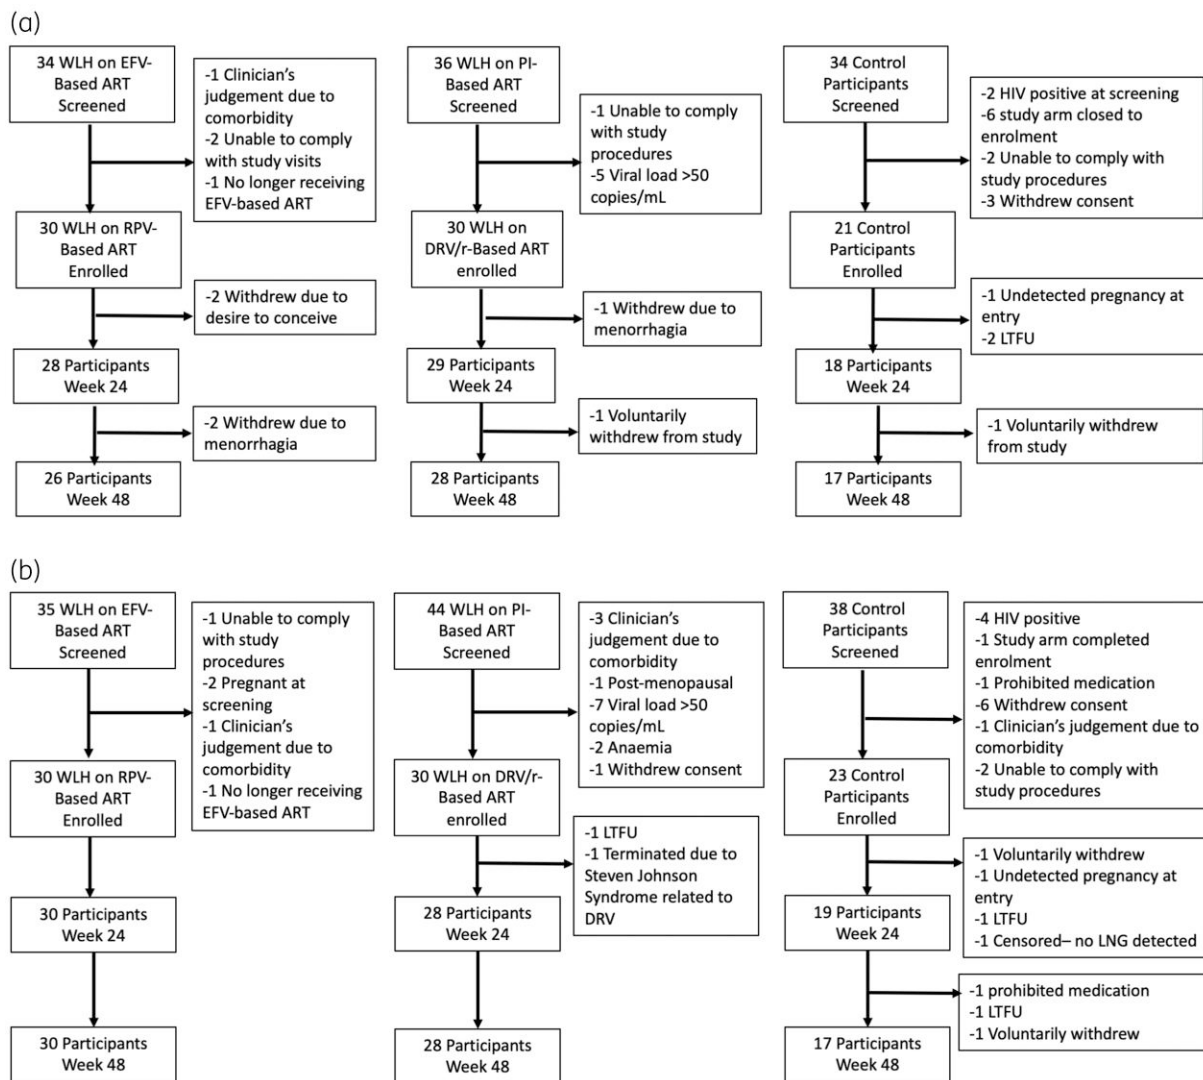 (a)
34 WLH on EFV-
Based ART
Screened
-1 Clinician's
judgement due to
comorbidity
-2 Unable to comply
with study visits
-1 No longer receiving
EFV-based ART
30 WLH on RPV-
Based ART
Enrolled
-2 Withdrew due to
desire to conceive
28 Participants
Week 24
-2 Withdrew due to
menorrhagia
26 Participants
Week 48
36 WLH on PI-
Based ART
Screened
-1 Unable to comply
with study
procedures
-5 Viral load >50
copies/mL
30 WLH on
DRV/r-Based ART
enrolled
-1 Withdrew due to
menorrhagia
29 Participants
Week 24
-1 Voluntarily
withdrew from study
28 Participants
Week 48
34 Control
Participants
Screened
-2 HIV positive at screening
-6 study arm closed to
enrolment
-2 Unable to comply with
study procedures
-3 Withdrew consent
21 Control
Participants
Enrolled
-1 Undetected pregnancy at
entry
-2 LTFU
18 Participants
Week 24
-1 Voluntarily withdrew
from study
17 Participants
Week 48
(b)
35 WLH on EFV-
Based ART
Screened
-1 Unable to comply
with study
procedures
-2 Pregnant at
screening
-1 Clinician's
judgement due to
comorbidity
-1 No longer receiving
EFV-based ART
30 WLH on RPV-
Based ART
Enrolled
30 Participants
Week 24
30 Participants
Week 48
44 WLH on PI-
Based ART
Screened
-3 Clinician's
judgement due to
comorbidity
-1 Post-menopausal
-7 Viral load >50
copies/mL
-2 Anaemia
-1 Withdrew consent
30 WLH on DRV/r-
Based ART
enrolled
-1 LTFU
-1 Terminated due to
Steven Johnson
Syndrome related to
DRV
28 Participants
Week 24
28 Participants
Week 48
38 Control
Participants
Screened
-4 HIV positive
-1 Study arm completed
enrolment
-1 Prohibited medication
-6 Withdrew consent
-1 Clinician's judgement due to
comorbidity
-2 Unable to comply with
study procedures
23 Control
Participants
Enrolled
-1 Voluntarily withdrew
-1 Undetected pregnancy at
entry
-1 LTFU
-1 Censored– no LNG detected
19 Participants
Week 24
-1 prohibited medication
-1 LTFU
-1 Voluntarily withdrew
17 Participants
Week 48